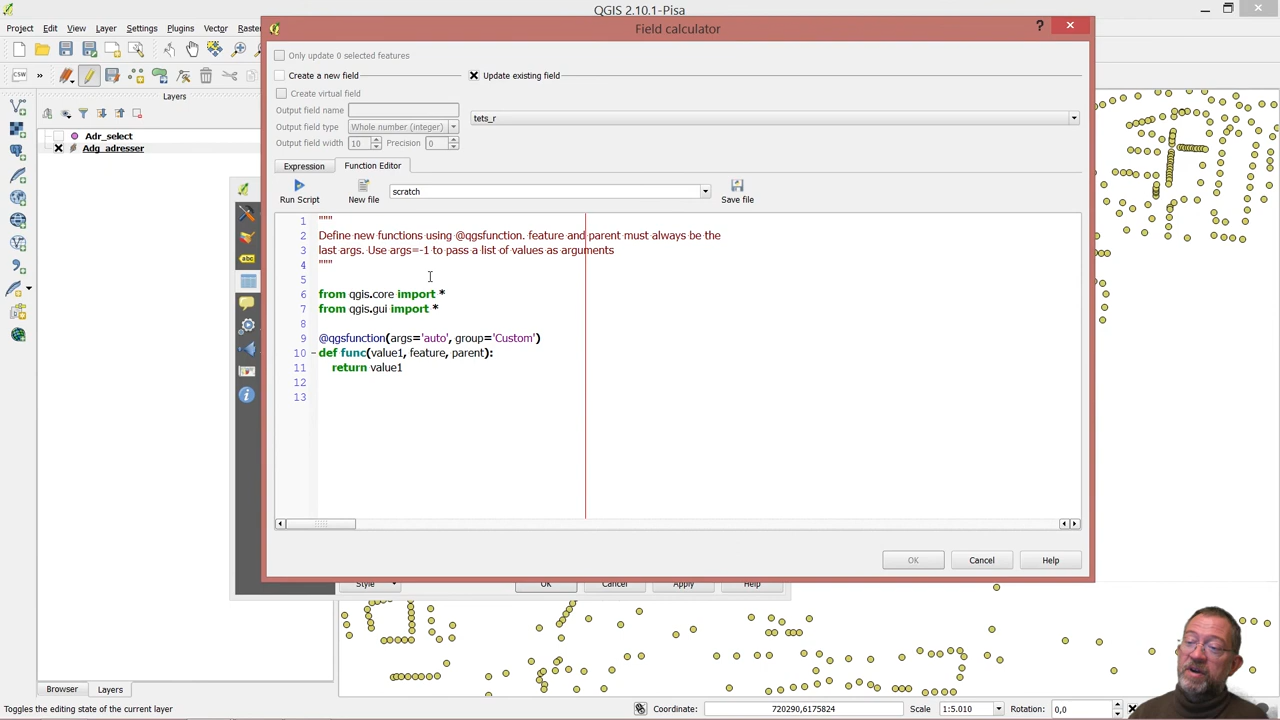 QGIS 2.10.1-Pisa
Project Edit View Layer Settings Plugins Vector Raster
Field calculator
Only update 0 selected features
Create a new field
Update existing field
Create virtual field
Output field name
tets_r
Output field type Whole number (integer)
Output field width 10 Precision 0
Expression Function Editor
Run Script New file scratch Save file
CSW
Layers
Adr_select
Adg_adresser
abc
1 """
2 Define new functions using @qgsfunction. feature and parent must always be the
3 last args. Use args=-1 to pass a list of values as arguments
4 """
5
6 from qgis.core import *
7 from qgis.gui import *
8
9 @qgsfunction(args='auto', group='Custom')
10 def func(value1, feature, parent):
11 return value1
12
13
OK Cancel Help
Style OK Cancel Apply Help
Browser Layers
Toggles the editing state of the current layer
Coordinate: 720290,6175824 Scale 1:5.010 Rotation: 0,0